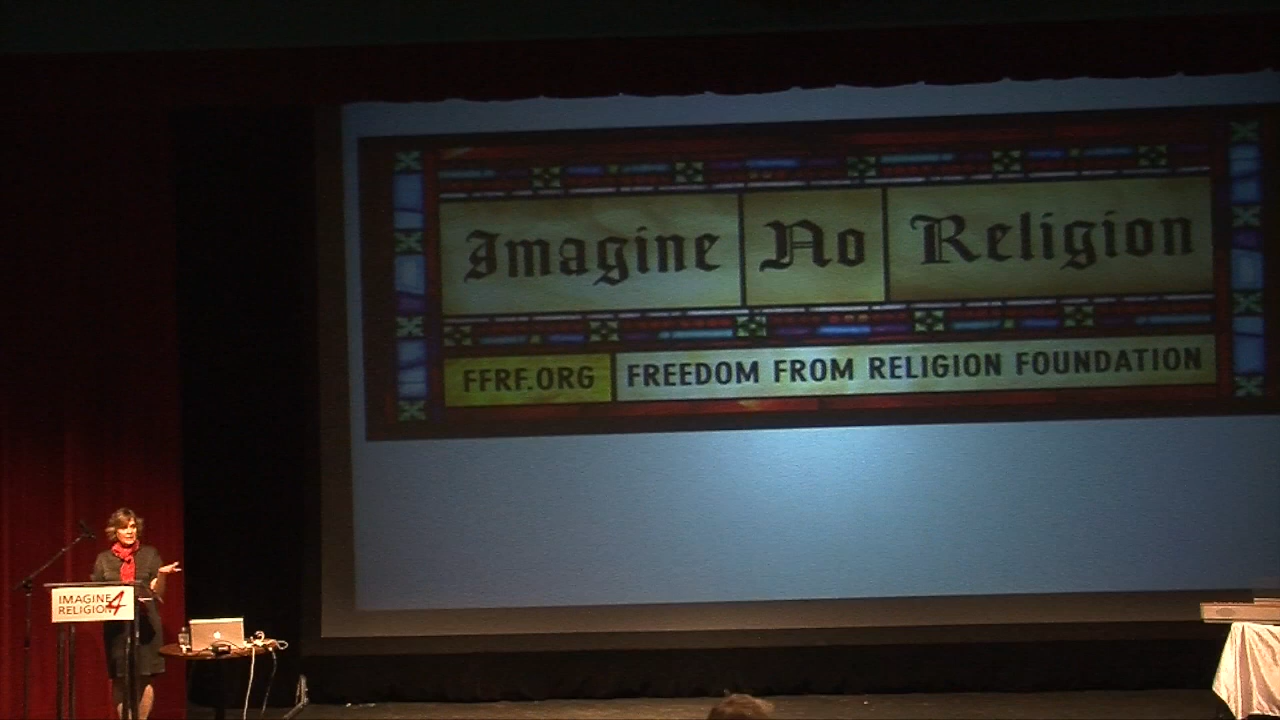 Imagine No Religion
FFRF.ORG FREEDOM FROM RELIGION FOUNDATION
IMAGINE
RELIGION 4